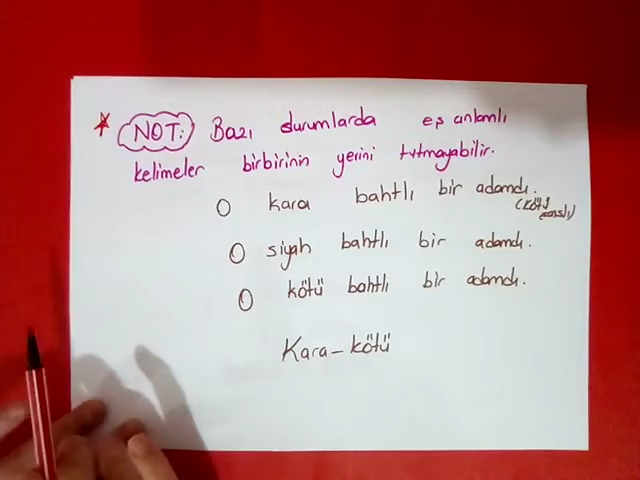 * NOT: Bazı durumlarda eş anlamlı
kelimeler birbirinin yerini tutmayabilir.
O kara bahtlı bir adamdı.
(kötü şanslı)
O siyah bahtlı bir adamdı.
O kötü bahtlı bir adamdı.
Kara - kötü